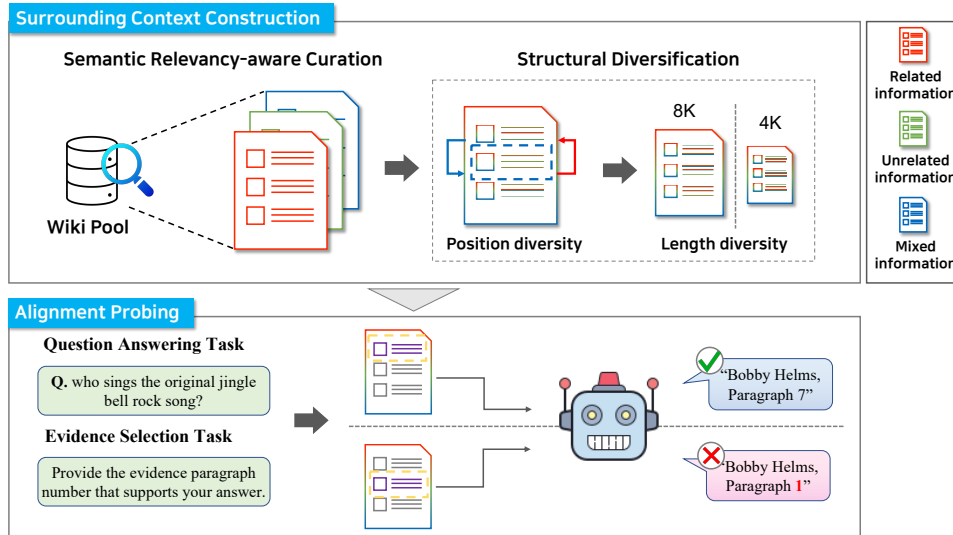 Surrounding Context Construction
Semantic Relevancy-aware Curation
Structural Diversification
Wiki Pool
8K
4K
Position diversity
Length diversity
Related
information
Unrelated
information
Mixed
information
Alignment Probing
Question Answering Task
Q. who sings the original jingle
bell rock song?
Evidence Selection Task
Provide the evidence paragraph
number that supports your answer.
“Bobby Helms,
Paragraph 7”
“Bobby Helms,
Paragraph 1”